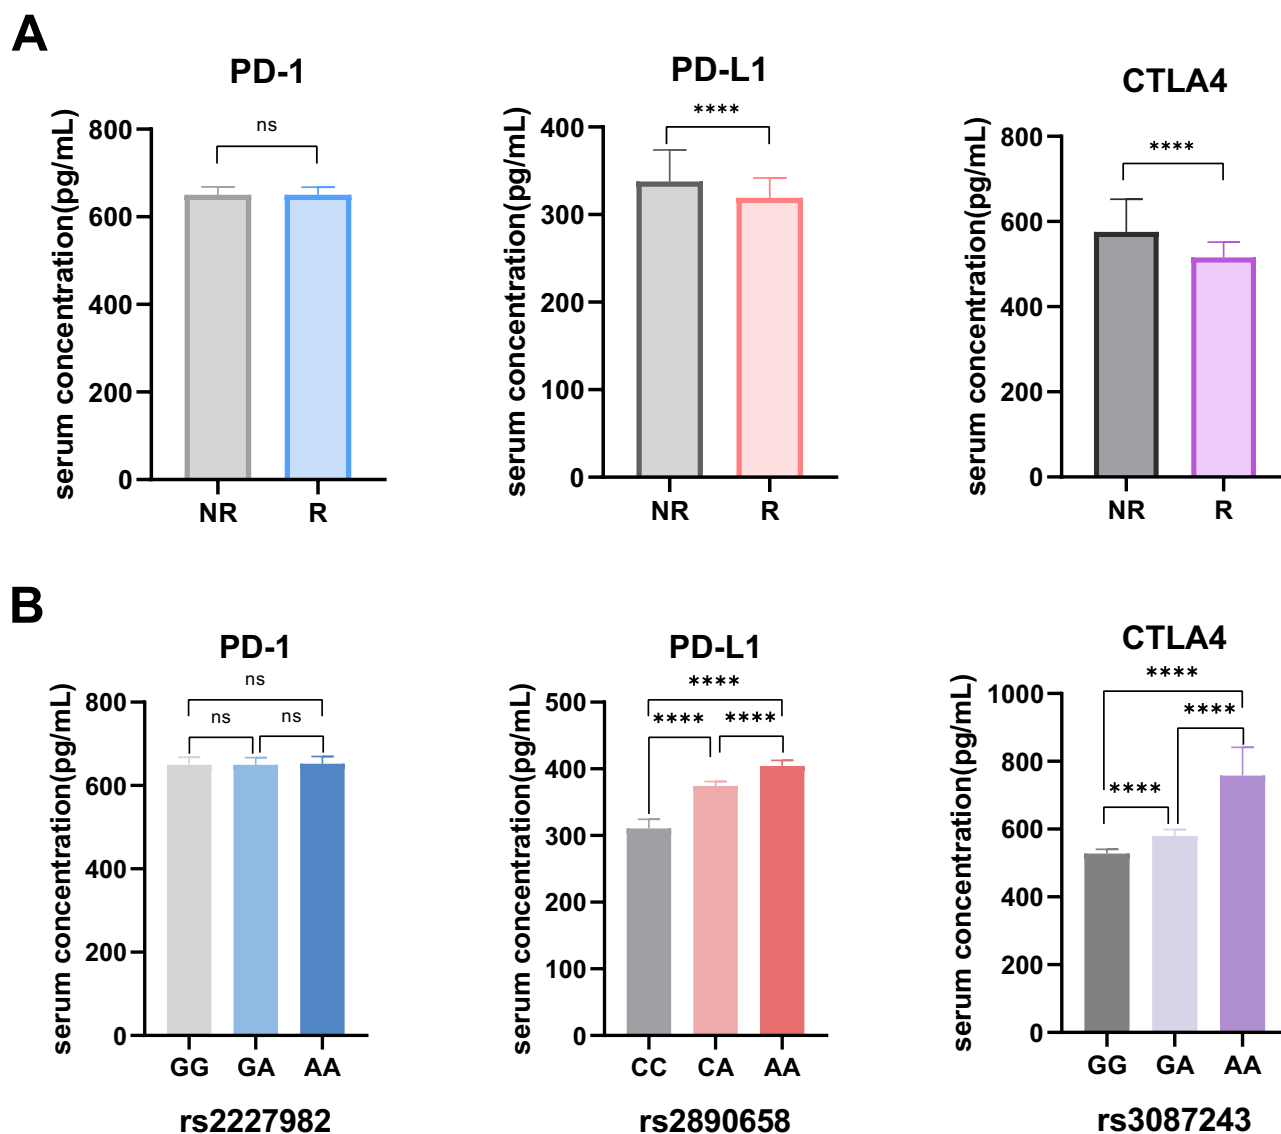 A
PD-1
PD-L1
CTLA4
serum concentration(pg/mL)
800
600
400
200
0
ns
NR
R
serum concentration(pg/mL)
400
300
200
100
0
****
NR
R
serum concentration(pg/mL)
800
600
400
200
0
****
NR
R
B
PD-1
PD-L1
CTLA4
serum concentration(pg/mL)
800
600
400
200
0
ns
ns
ns
GG
GA
AA
rs2227982
serum concentration(pg/mL)
500
400
300
200
100
0
****
****
****
CC
CA
AA
rs2890658
serum concentration(pg/mL)
1000
800
600
400
200
0
****
****
****
GG
GA
AA
rs3087243